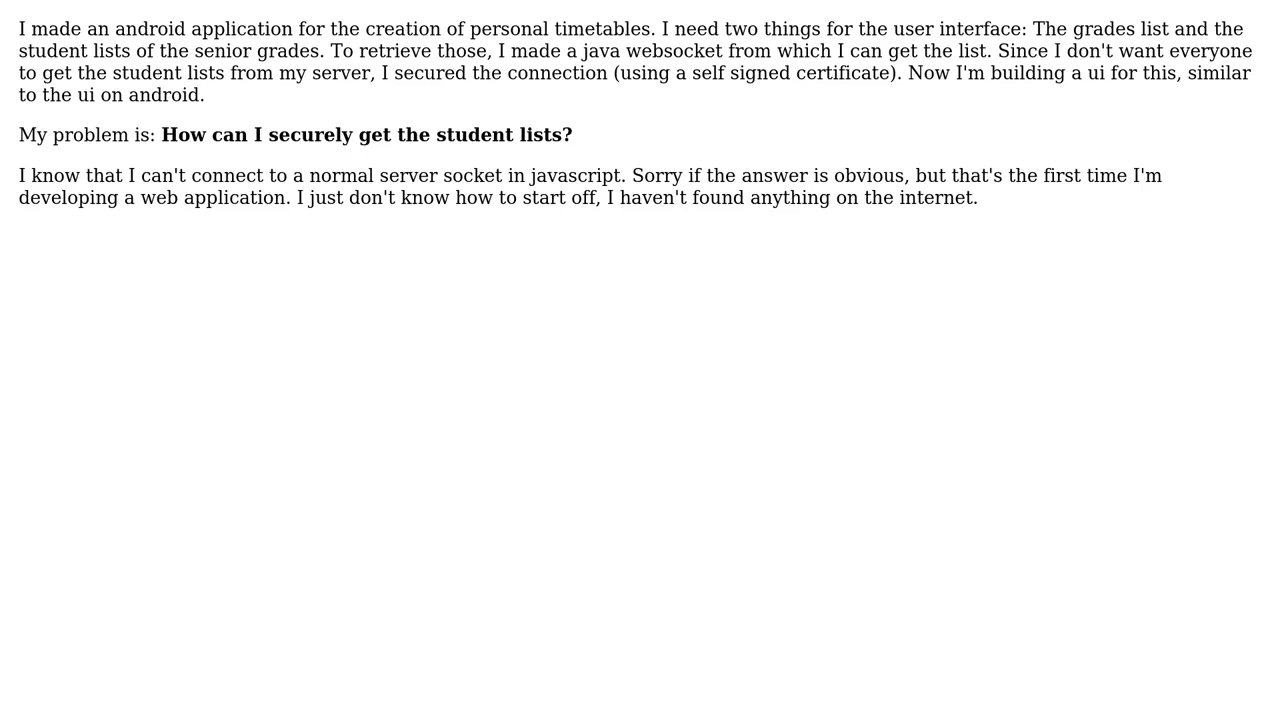 I made an android application for the creation of personal timetables. I need two things for the user interface: The grades list and the
student lists of the senior grades. To retrieve those, I made a java websocket from which I can get the list. Since I don't want everyone
to get the student lists from my server, I secured the connection (using a self signed certificate). Now I'm building a ui for this, similar
to the ui on android.
My problem is: How can I securely get the student lists?
I know that I can't connect to a normal server socket in javascript. Sorry if the answer is obvious, but that's the first time I'm
developing a web application. I just don't know how to start off, I haven't found anything on the internet.